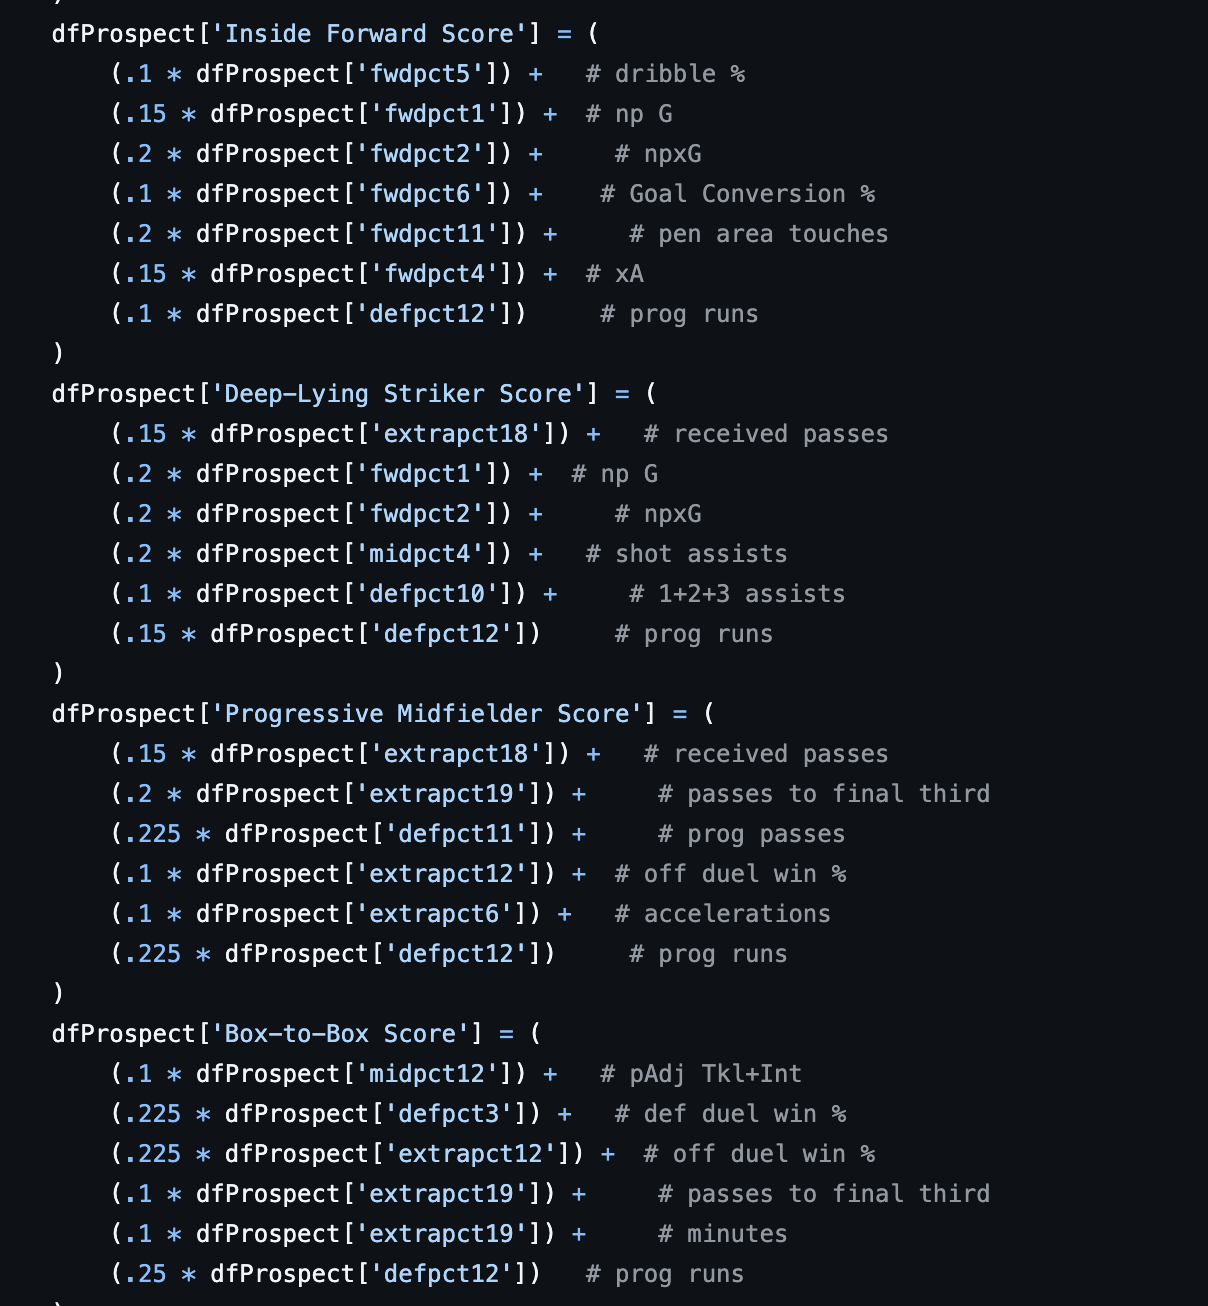 dfProspect['Inside Forward Score'] = (
    (.1 * dfProspect['fwdpct5']) +   # dribble %
    (.15 * dfProspect['fwdpct1']) +  # np G
    (.2 * dfProspect['fwdpct2']) +     # npxG
    (.1 * dfProspect['fwdpct6']) +    # Goal Conversion %
    (.2 * dfProspect['fwdpct11']) +     # pen area touches
    (.15 * dfProspect['fwdpct4']) +  # xA
    (.1 * dfProspect['defpct12'])     # prog runs
)
dfProspect['Deep-Lying Striker Score'] = (
    (.15 * dfProspect['extrapct18']) +   # received passes
    (.2 * dfProspect['fwdpct1']) +  # np G
    (.2 * dfProspect['fwdpct2']) +     # npxG
    (.2 * dfProspect['midpct4']) +   # shot assists
    (.1 * dfProspect['defpct10']) +     # 1+2+3 assists
    (.15 * dfProspect['defpct12'])     # prog runs
)
dfProspect['Progressive Midfielder Score'] = (
    (.15 * dfProspect['extrapct18']) +   # received passes
    (.2 * dfProspect['extrapct19']) +     # passes to final third
    (.225 * dfProspect['defpct11']) +     # prog passes
    (.1 * dfProspect['extrapct12']) +  # off duel win %
    (.1 * dfProspect['extrapct6']) +   # accelerations
    (.225 * dfProspect['defpct12'])     # prog runs
)
dfProspect['Box-to-Box Score'] = (
    (.1 * dfProspect['midpct12']) +   # pAdj Tkl+Int
    (.225 * dfProspect['defpct3']) +   # def duel win %
    (.225 * dfProspect['extrapct12']) +  # off duel win %
    (.1 * dfProspect['extrapct19']) +     # passes to final third
    (.1 * dfProspect['extrapct19']) +     # minutes
    (.25 * dfProspect['defpct12'])   # prog runs